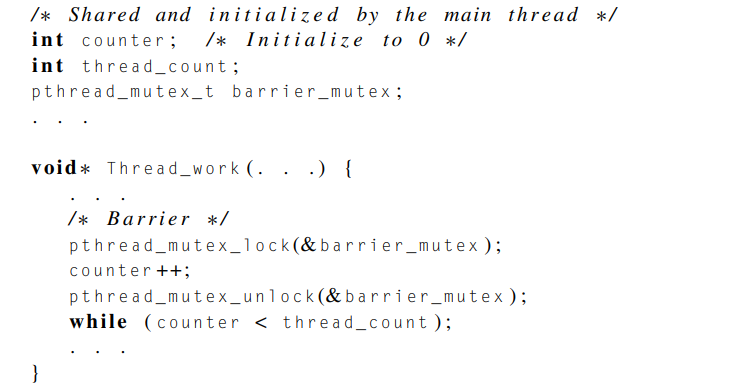 /* Shared and initialized by the main thread */
int counter; /* Initialize to 0 */
int thread_count;
pthread_mutex_t barrier_mutex;
. . .
void* Thread_work(. . .) {
. . .
/* Barrier */
pthread_mutex_lock(&barrier_mutex);
counter++;
pthread_mutex_unlock(&barrier_mutex);
while (counter < thread_count);
. . .
}